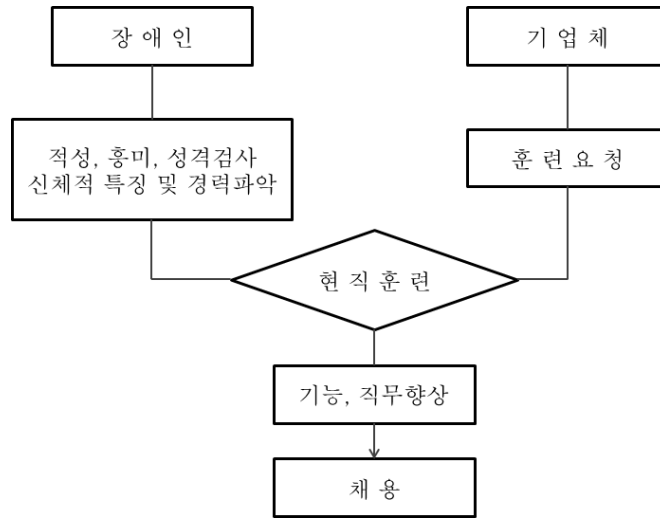 장 애 인
기 업 체
적성, 흥미, 성격검사
신체적 특징 및 경력파악
훈 련 요 청
현 직 훈 련
기능, 직무향상
채 용